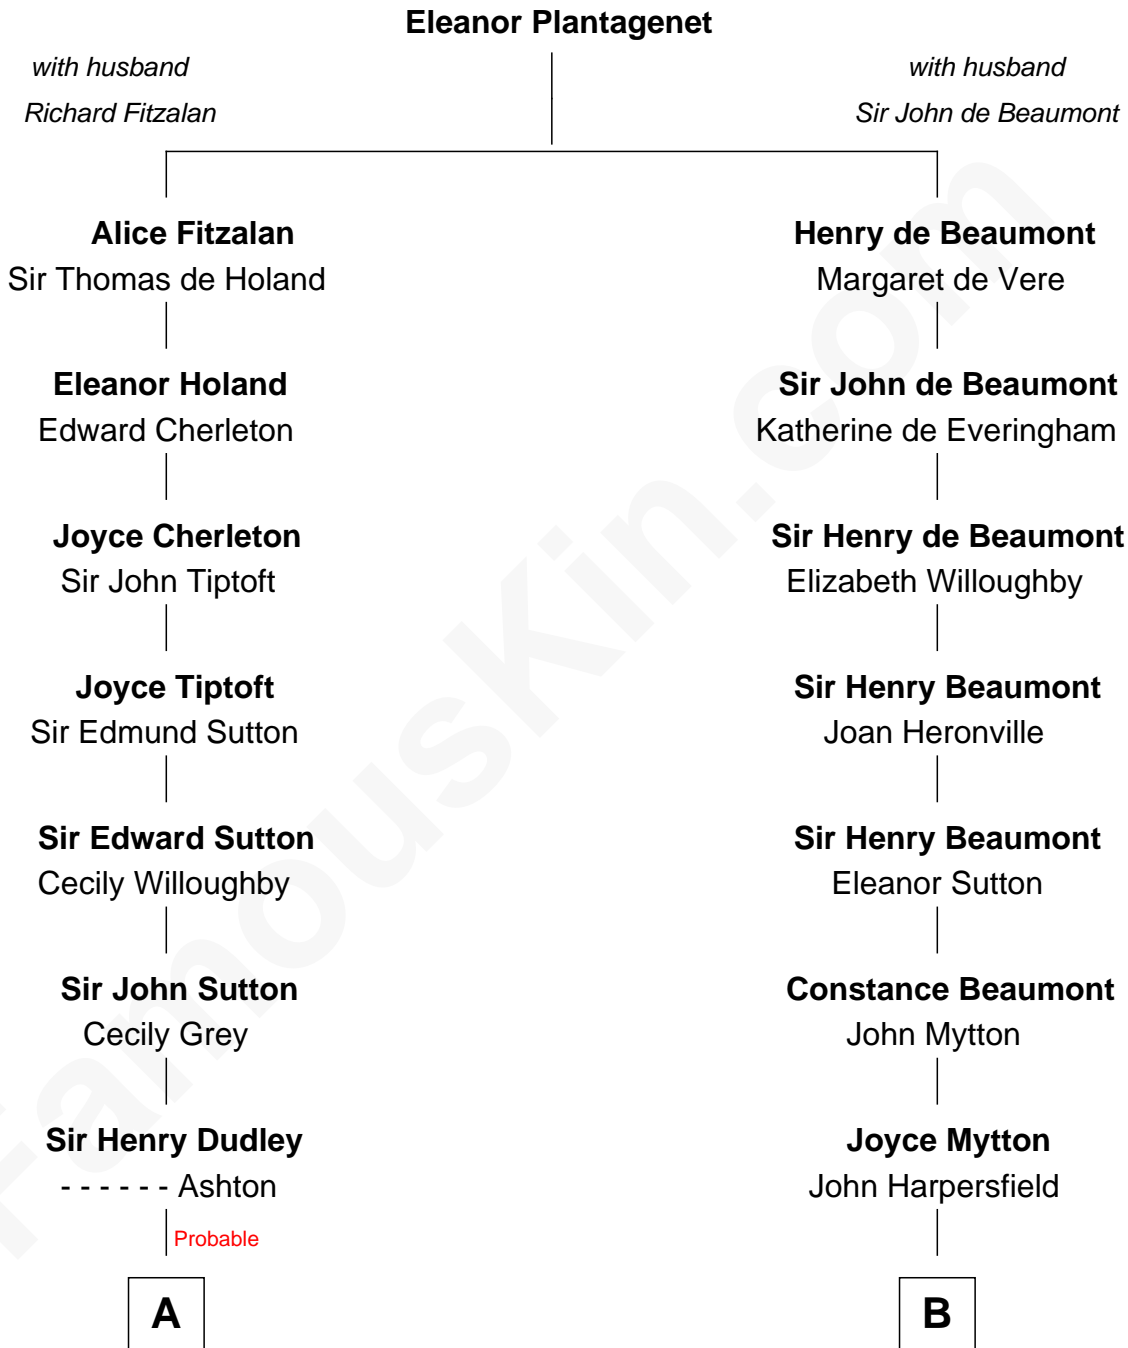 Eleanor Plantagenet
with husband
Richard Fitzalan
with husband
Sir John de Beaumont
Alice Fitzalan
Sir Thomas de Holand
Henry de Beaumont
Margaret de Vere
Eleanor Holand
Edward Cherleton
Sir John de Beaumont
Katherine de Everingham
Joyce Cherleton
Sir John Tiptoft
Sir Henry de Beaumont
Elizabeth Willoughby
Joyce Tiptoft
Sir Edmund Sutton
Sir Henry Beaumont
Joan Heronville
Sir Edward Sutton
Cecily Willoughby
Sir Henry Beaumont
Eleanor Sutton
Sir John Sutton
Cecily Grey
Constance Beaumont
John Mytton
Sir Henry Dudley
- - - - - - Ashton
Joyce Mytton
John Harpersfield
Probable
A
B
FamousKin.com